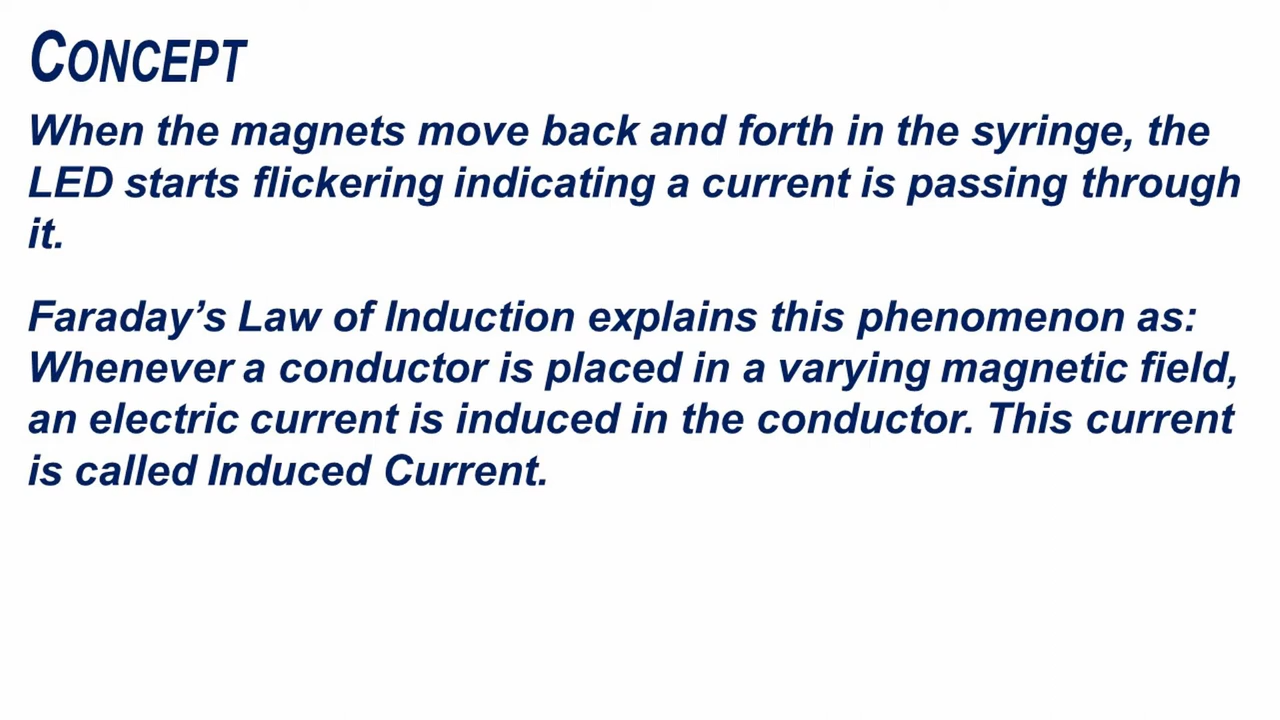 CONCEPT
When the magnets move back and forth in the syringe, the
LED starts flickering indicating a current is passing through
it.
Faraday’s Law of Induction explains this phenomenon as:
Whenever a conductor is placed in a varying magnetic field,
an electric current is induced in the conductor. This current
is called Induced Current.